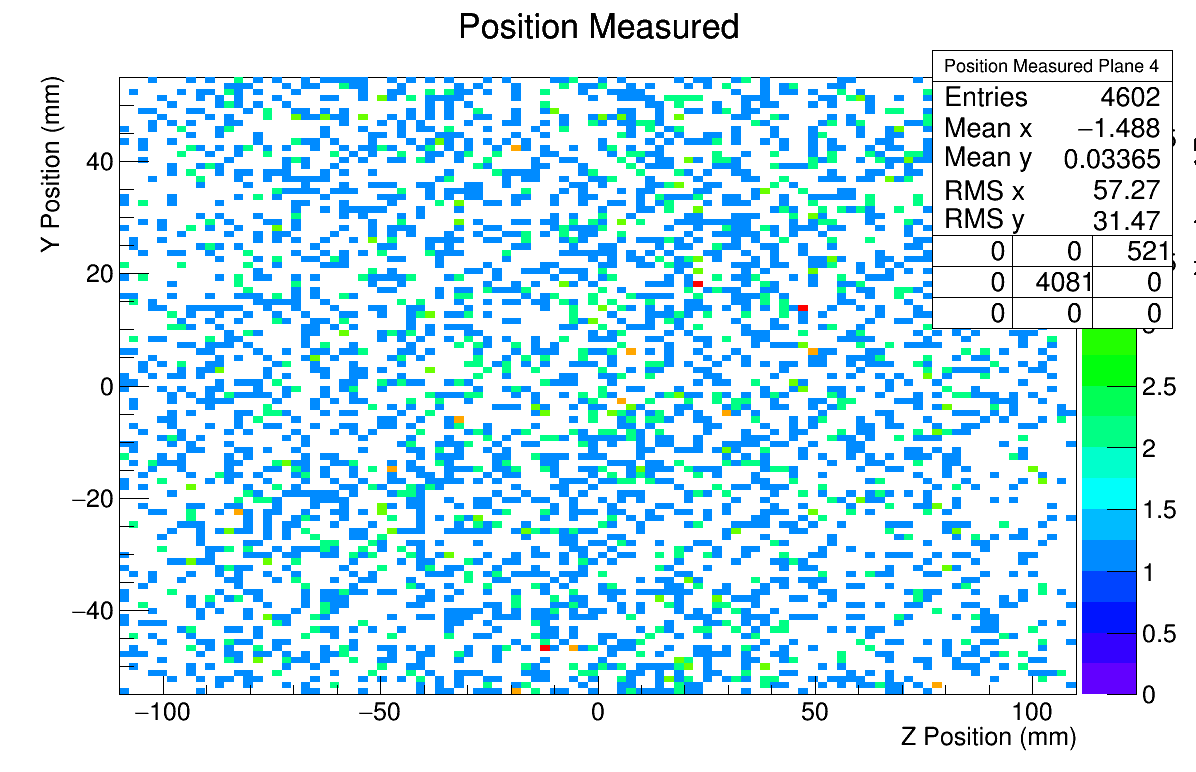 Position Measured
Y Position (mm)
Position Measured Plane 4
Entries 4602
Mean x −1.488
Mean y 0.03365
RMS x 57.27
RMS y 31.47
0 0 521
0 4081 0
0 0 0
40
20
0
−20
−40
2.5
2
1.5
1
0.5
0
−100 −50 0 50 100
Z Position (mm)